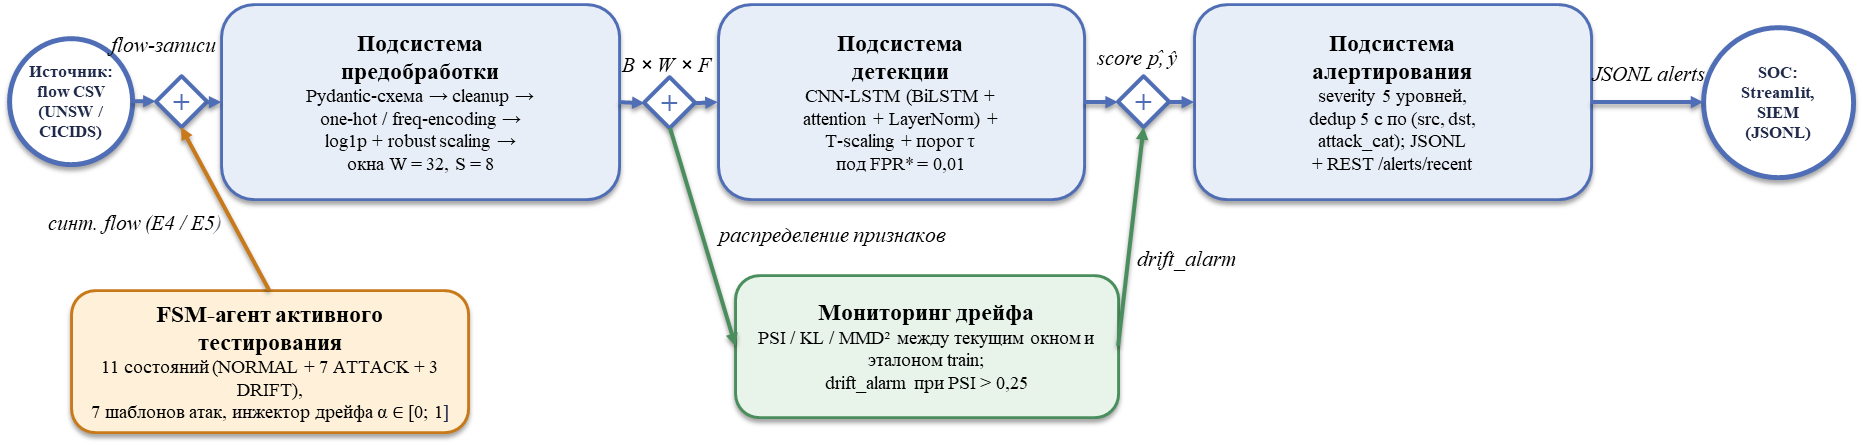 flow-записи
Источник:
flow CSV
(UNSW /
CICIDS)
+
Подсистема
предобработки
Pydantic-схема → cleanup →
one-hot / freq-encoding →
log1p + robust scaling →
окна W = 32, S = 8
B × W × F
+
Подсистема
детекции
CNN-LSTM (BiLSTM +
attention + LayerNorm) +
T-scaling + порог τ
под FPR* = 0,01
score p̂, ŷ
+
Подсистема
алертирования
severity 5 уровней,
dedup 5 с по (src, dst,
attack_cat); JSONL
+ REST /alerts/recent
JSONL alerts
SOC:
Streamlit,
SIEM
(JSONL)
синт. flow (E4 / E5)
распределение признаков
drift_alarm
FSM-агент активного
тестирования
11 состояний (NORMAL + 7 ATTACK + 3
DRIFT),
7 шаблонов атак, инжектор дрейфа α ∈ [0; 1]
Мониторинг дрейфа
PSI / KL / MMD² между текущим окном и
эталоном train;
drift_alarm при PSI > 0,25